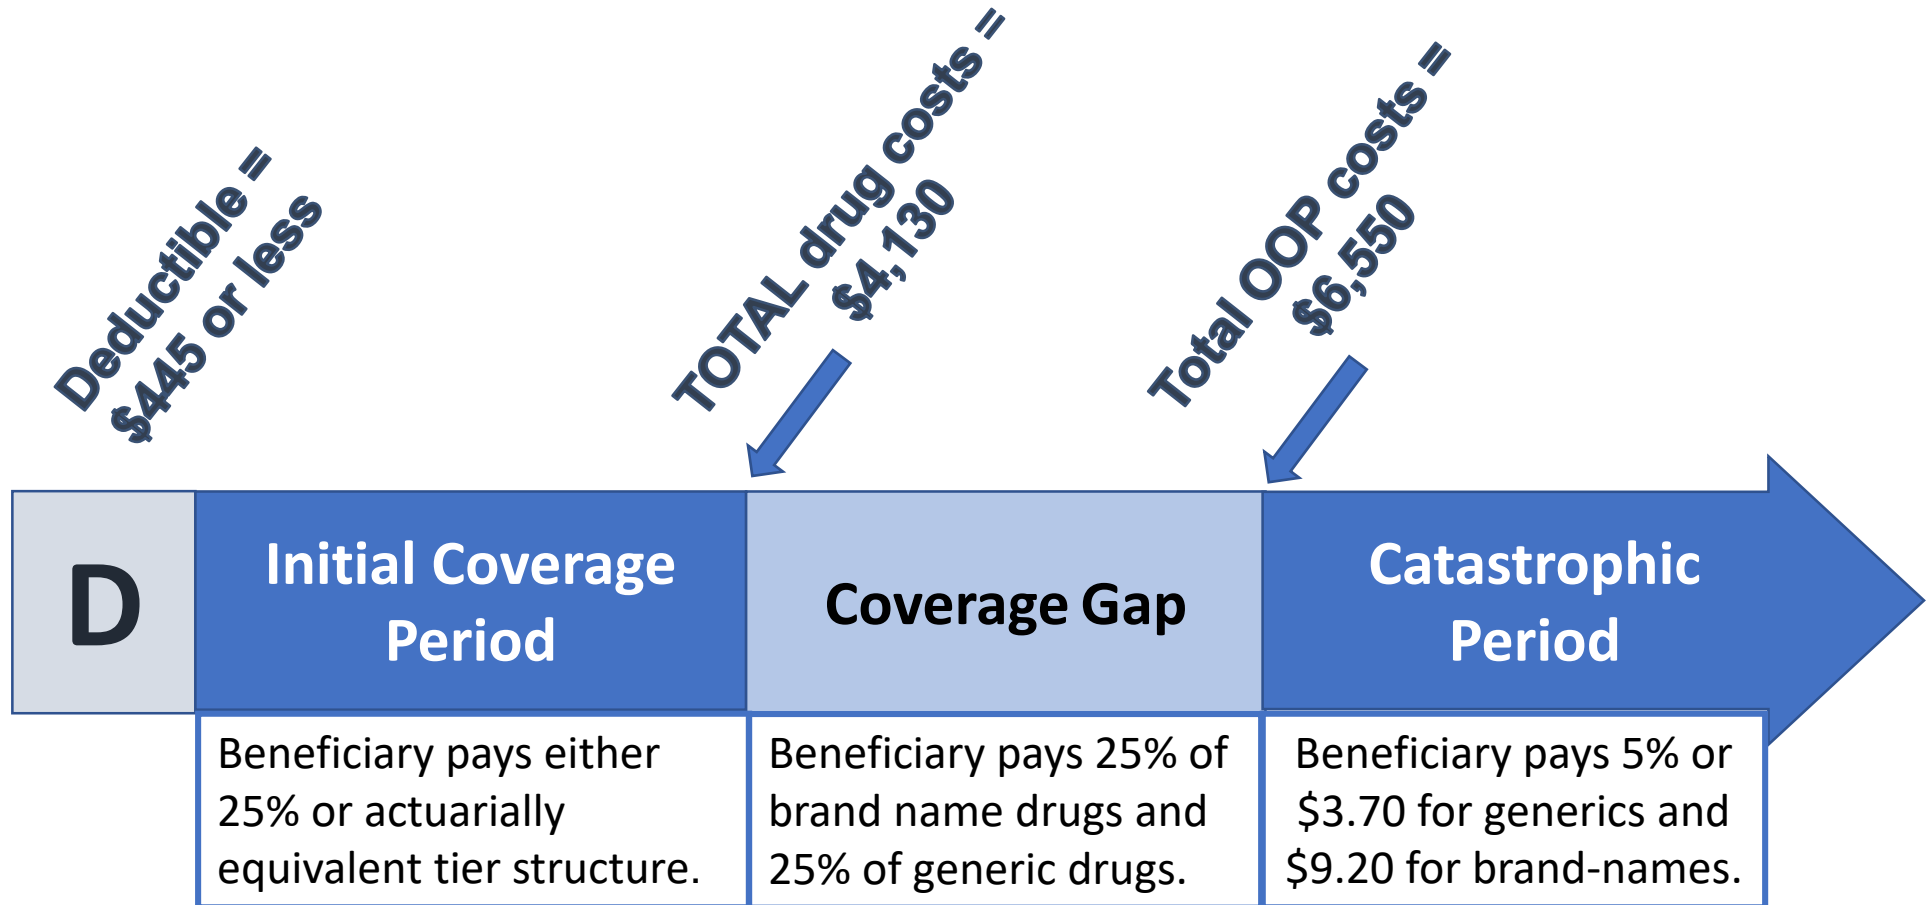 Deductible =
$445 or less
TOTAL drug costs =
$4,130
Total OOP costs =
$6,550
D
Initial Coverage
Period
Coverage Gap
Catastrophic
Period
Beneficiary pays either
25% or actuarially
equivalent tier structure.
Beneficiary pays 25% of
brand name drugs and
25% of generic drugs.
Beneficiary pays 5% or
$3.70 for generics and
$9.20 for brand-names.